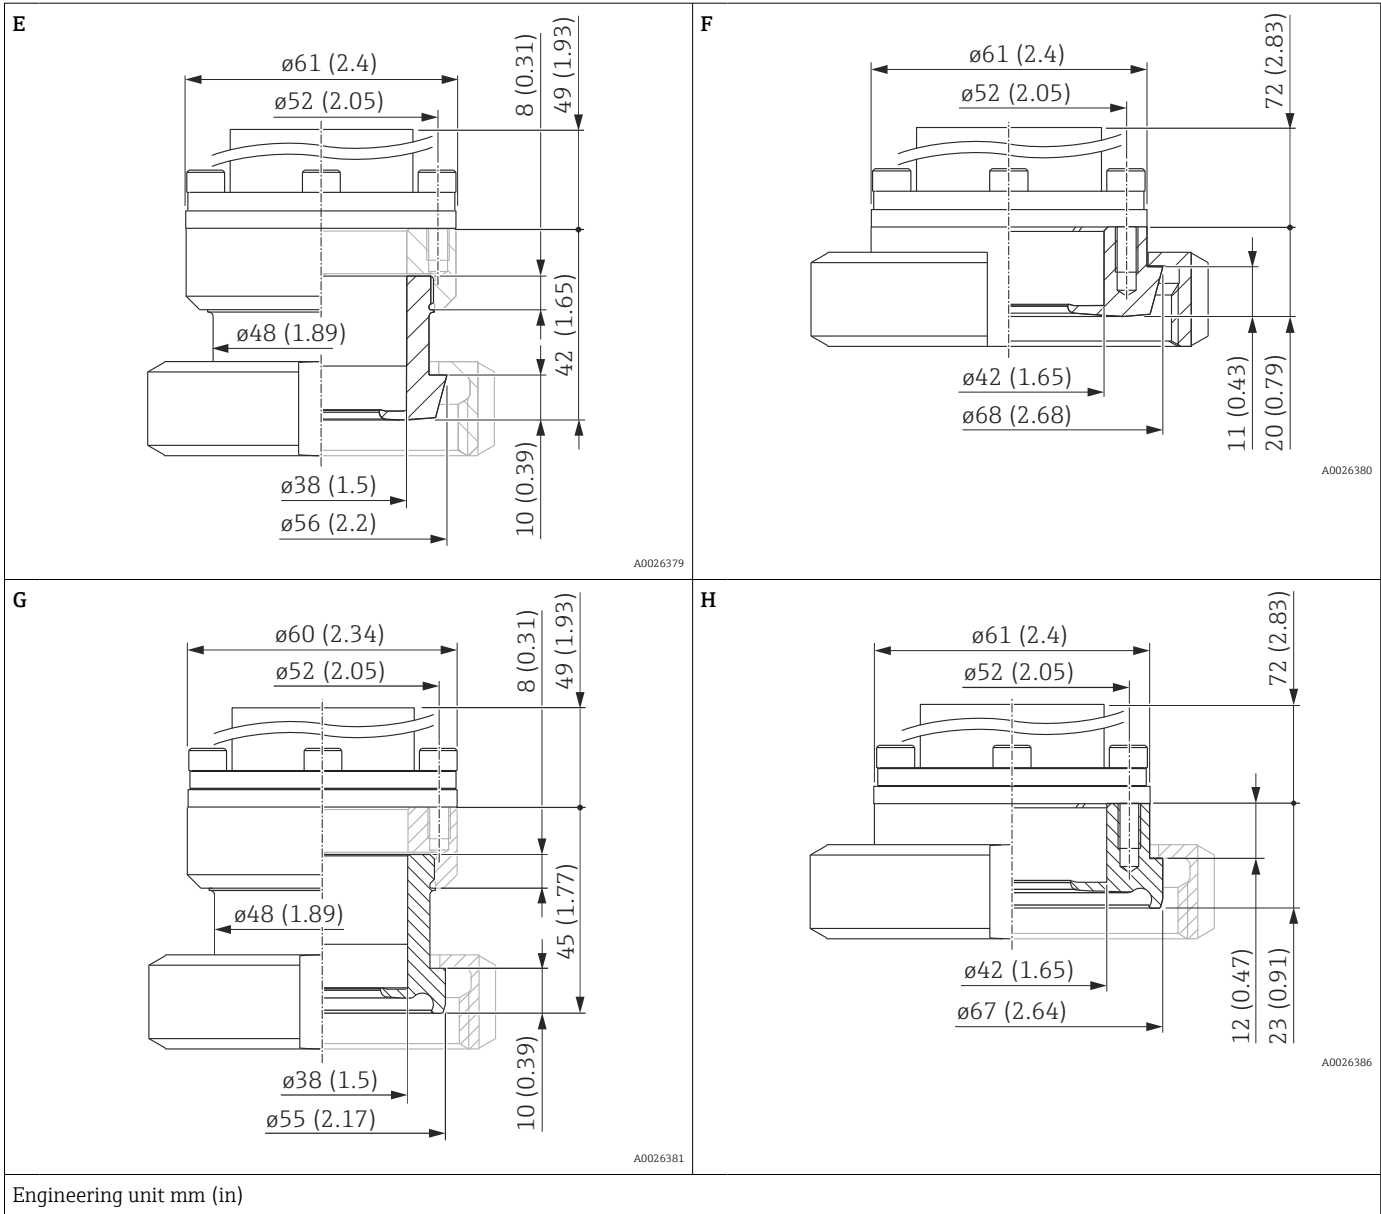 E
ø61 (2.4)
ø52 (2.05)
8 (0.31)
49 (1.93)
ø48 (1.89)
42 (1.65)
ø38 (1.5)
ø56 (2.2)
10 (0.39)
A0026379
F
ø61 (2.4)
ø52 (2.05)
72 (2.83)
ø42 (1.65)
ø68 (2.68)
11 (0.43)
20 (0.79)
A0026380
G
ø60 (2.34)
ø52 (2.05)
8 (0.31)
49 (1.93)
ø48 (1.89)
45 (1.77)
ø38 (1.5)
ø55 (2.17)
10 (0.39)
A0026381
H
ø61 (2.4)
ø52 (2.05)
72 (2.83)
ø42 (1.65)
ø67 (2.64)
12 (0.47)
23 (0.91)
A0026386
Engineering unit mm (in)